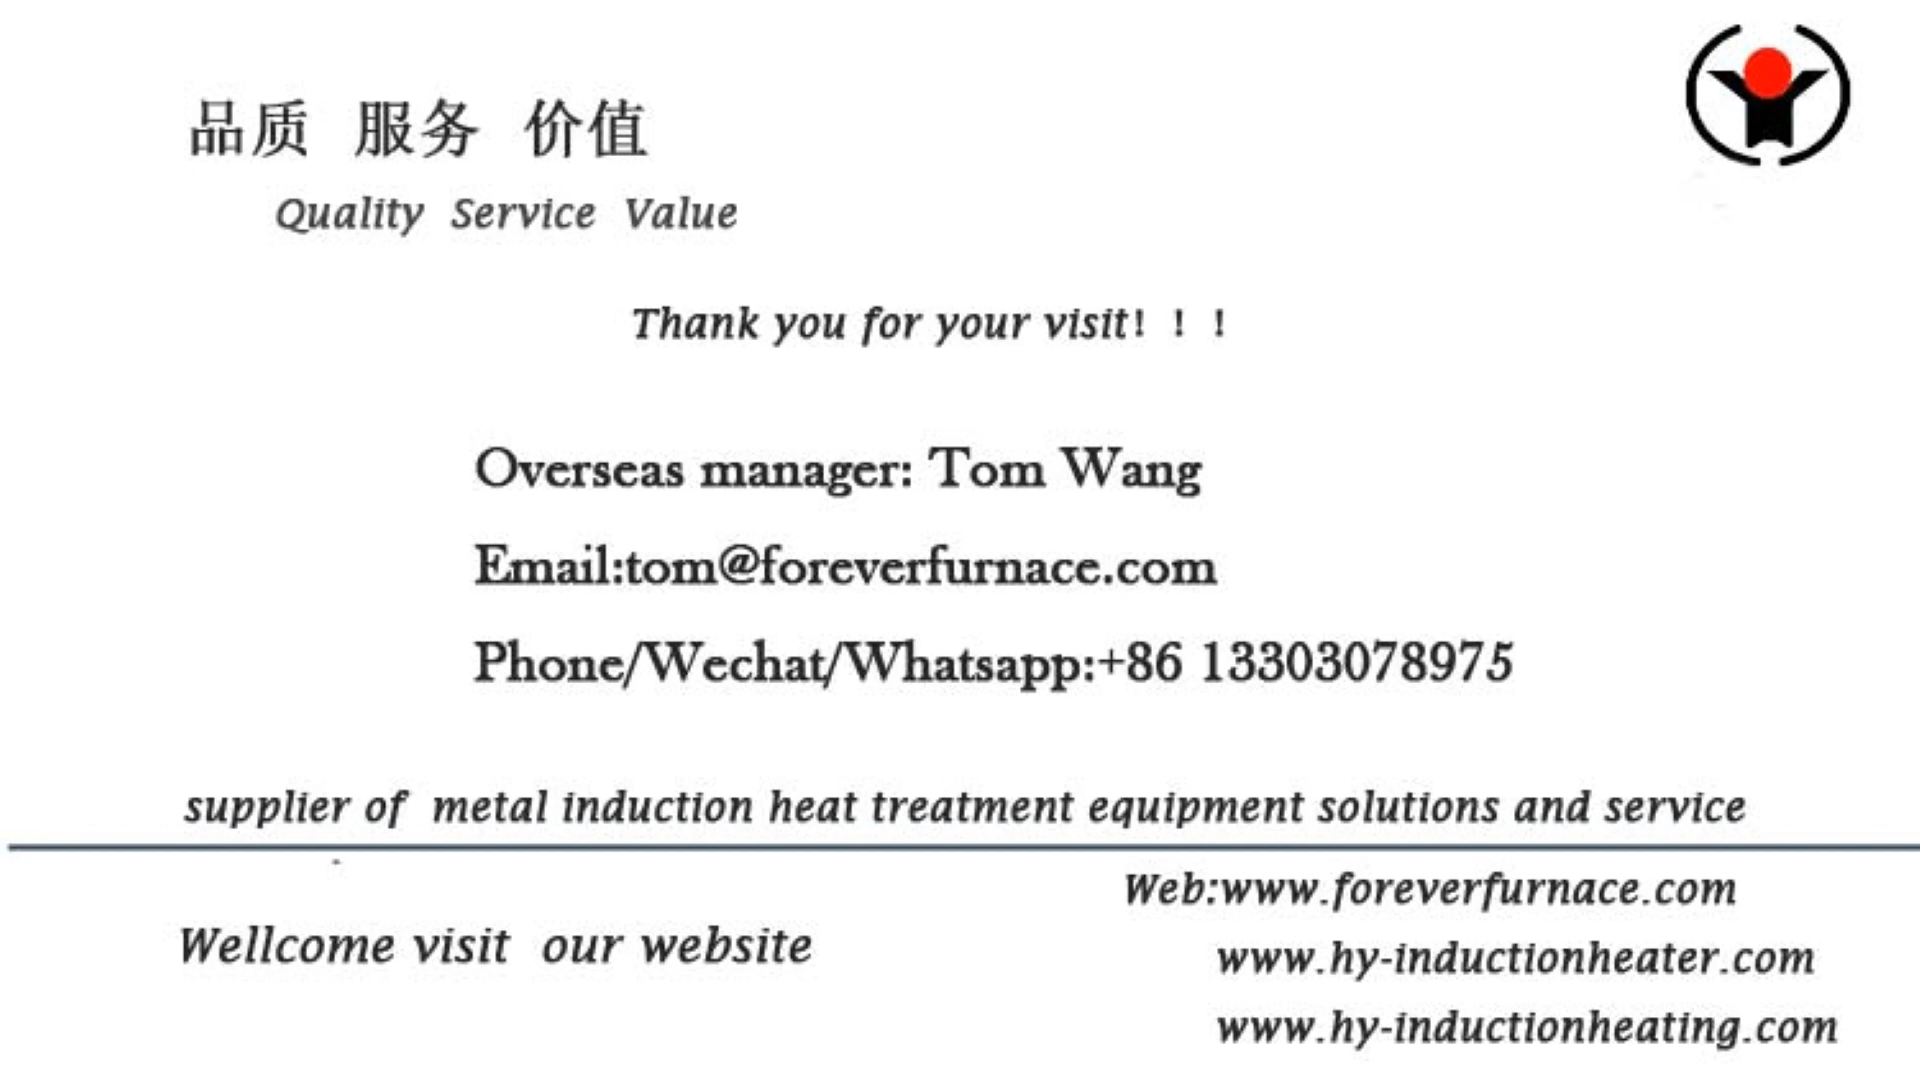 品质 服务 价值
Quality Service Value
Thank you for your visit！！！
Overseas manager: Tom Wang
Email:tom@foreverfurnace.com
Phone/Wechat/Whatsapp:+86 13303078975
supplier of metal induction heat treatment equipment solutions and service
Wellcome visit our website
Web:www.foreverfurnace.com
www.hy-inductionheater.com
www.hy-inductionheating.com